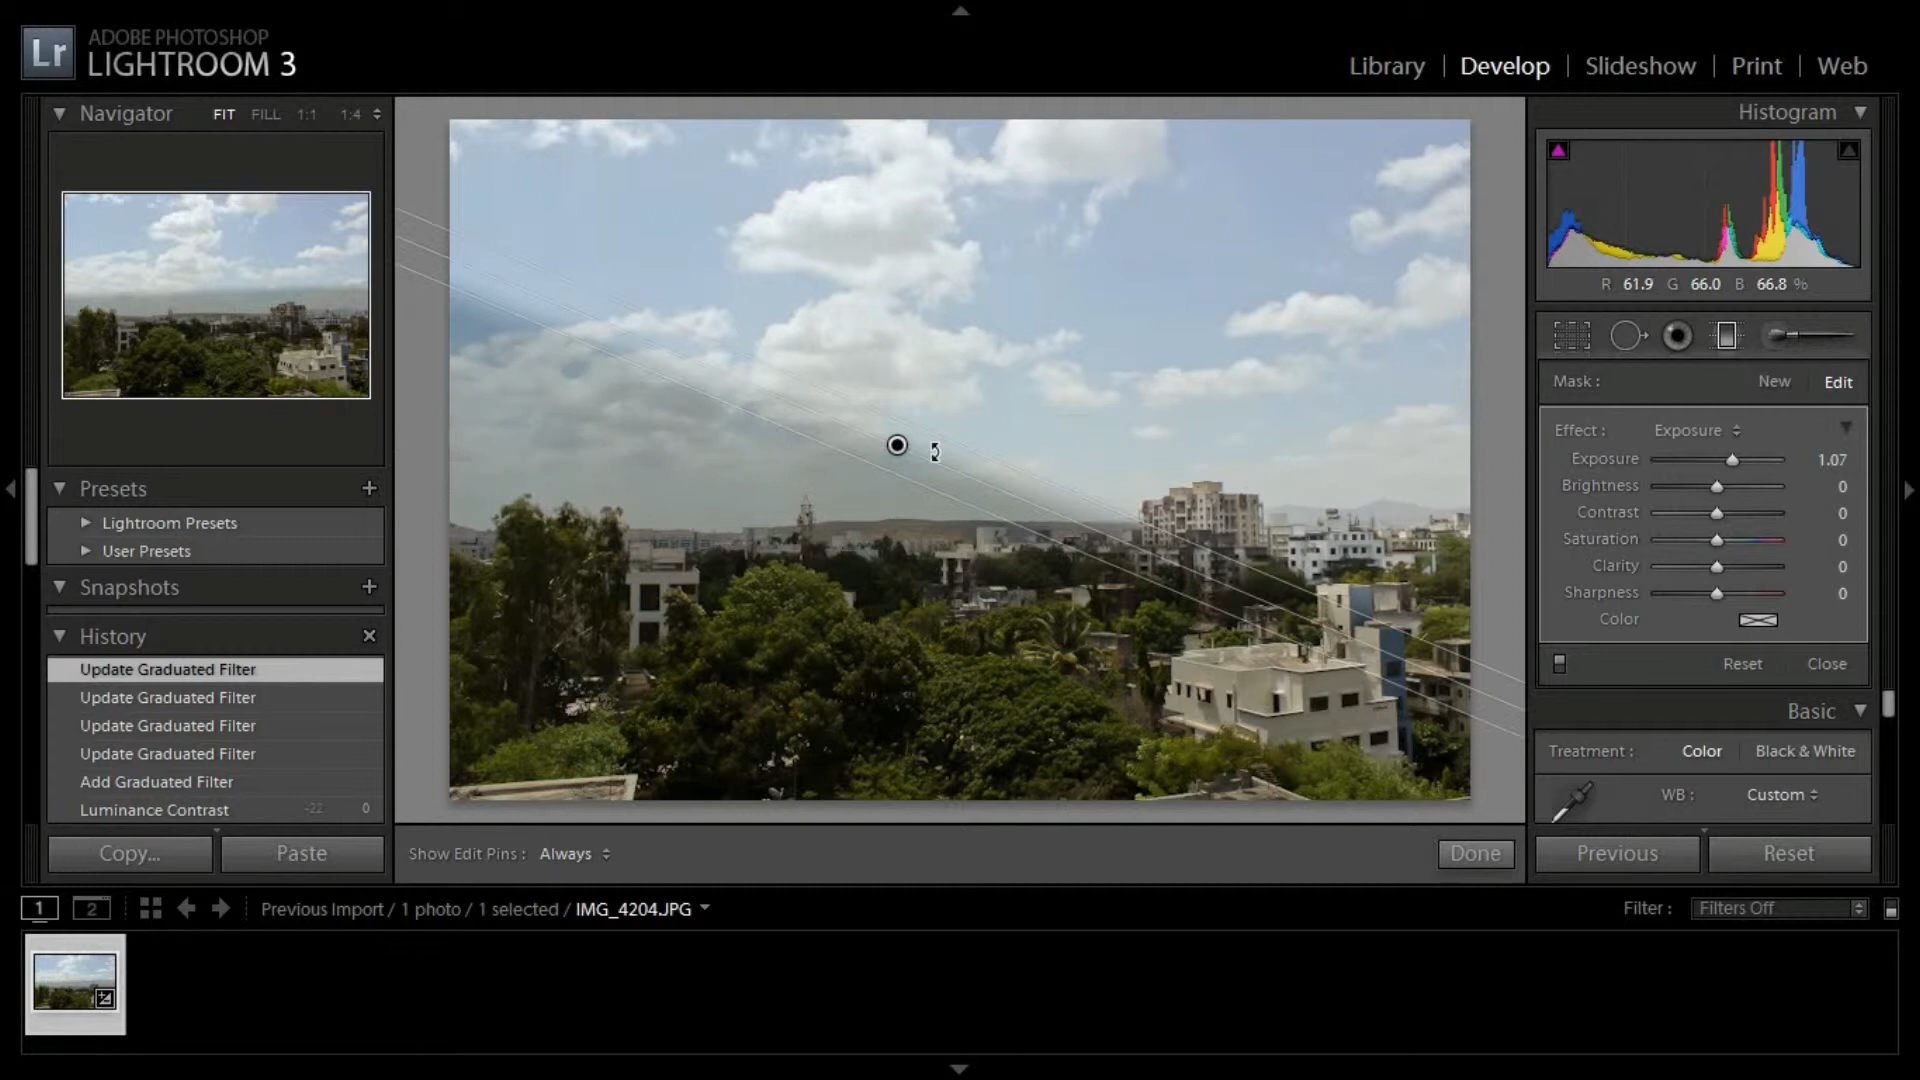 Lr
ADOBE PHOTOSHOP
LIGHTROOM 3
Library | Develop | Slideshow | Print | Web
Navigator FIT FILL 1:1 1:4
Presets +
Lightroom Presets
User Presets
Snapshots +
History ×
Update Graduated Filter
Update Graduated Filter
Update Graduated Filter
Update Graduated Filter
Add Graduated Filter
Luminance Contrast -22 0
Copy... Paste
Show Edit Pins : Always Done
Histogram
R 61.9 G 66.0 B 66.8 %
Mask : New Edit
Effect : Exposure
Exposure 1.07
Brightness 0
Contrast 0
Saturation 0
Clarity 0
Sharpness 0
Color
Reset Close
Basic
Treatment : Color Black & White
WB : Custom
Previous Reset
1 2 Previous Import / 1 photo / 1 selected / IMG_4204.JPG Filter : Filters Off